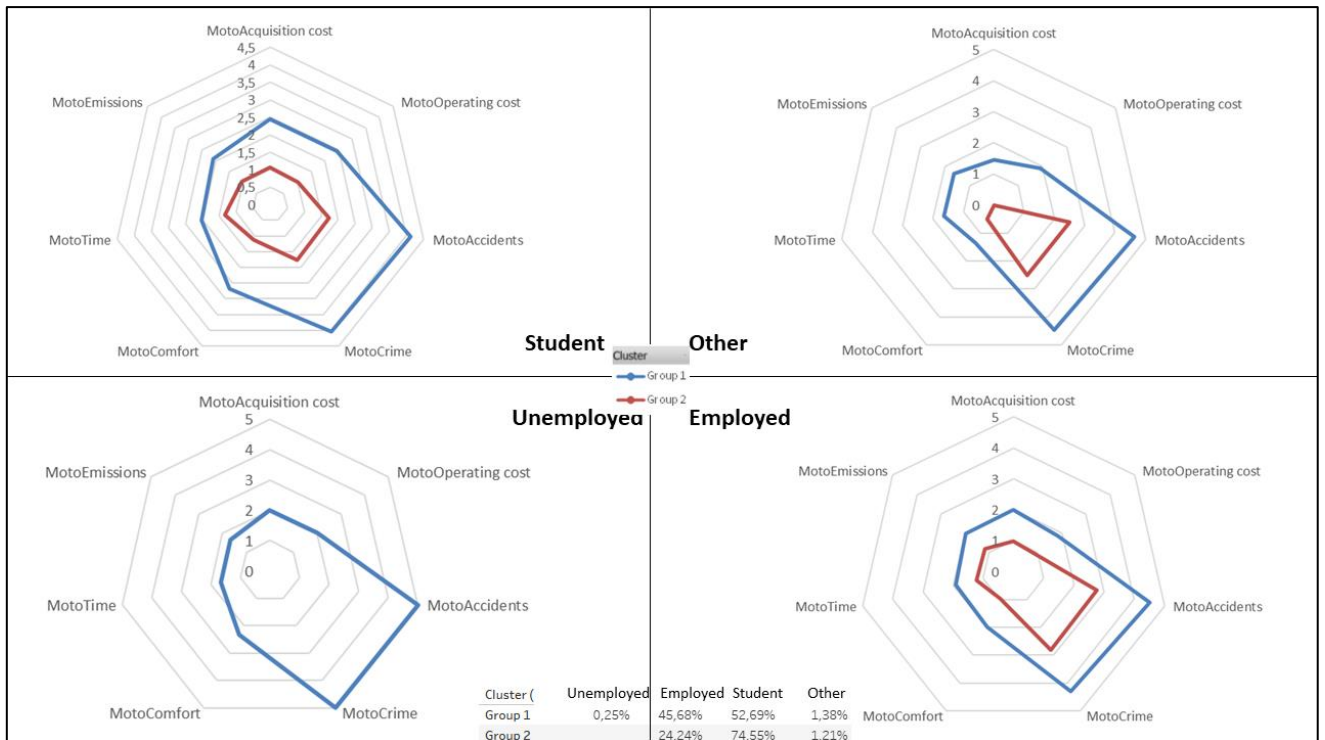 MotoAcquisition cost
4,5
4
3,5
3
2,5
2
1,5
1
0,5
0
MotoEmissions
MotoOperating cost
MotoTime
MotoAccidents
MotoComfort
MotoCrime
Student
MotoAcquisition cost
5
4
3
2
1
0
MotoEmissions
MotoOperating cost
MotoTime
MotoAccidents
MotoComfort
MotoCrime
Other
Cluster
Group 1
Group 2
Unemployed
MotoAcquisition cost
5
4
3
2
1
0
MotoEmissions
MotoOperating cost
MotoTime
MotoAccidents
MotoComfort
MotoCrime
Employed
MotoAcquisition cost
5
4
3
2
1
0
MotoEmissions
MotoOperating cost
MotoTime
MotoAccidents
MotoComfort
MotoCrime
Cluster ( Unemployed Employed Student Other
Group 1 0,25% 45,68% 52,69% 1,38%
Group 2 24,24% 74,55% 1,21%